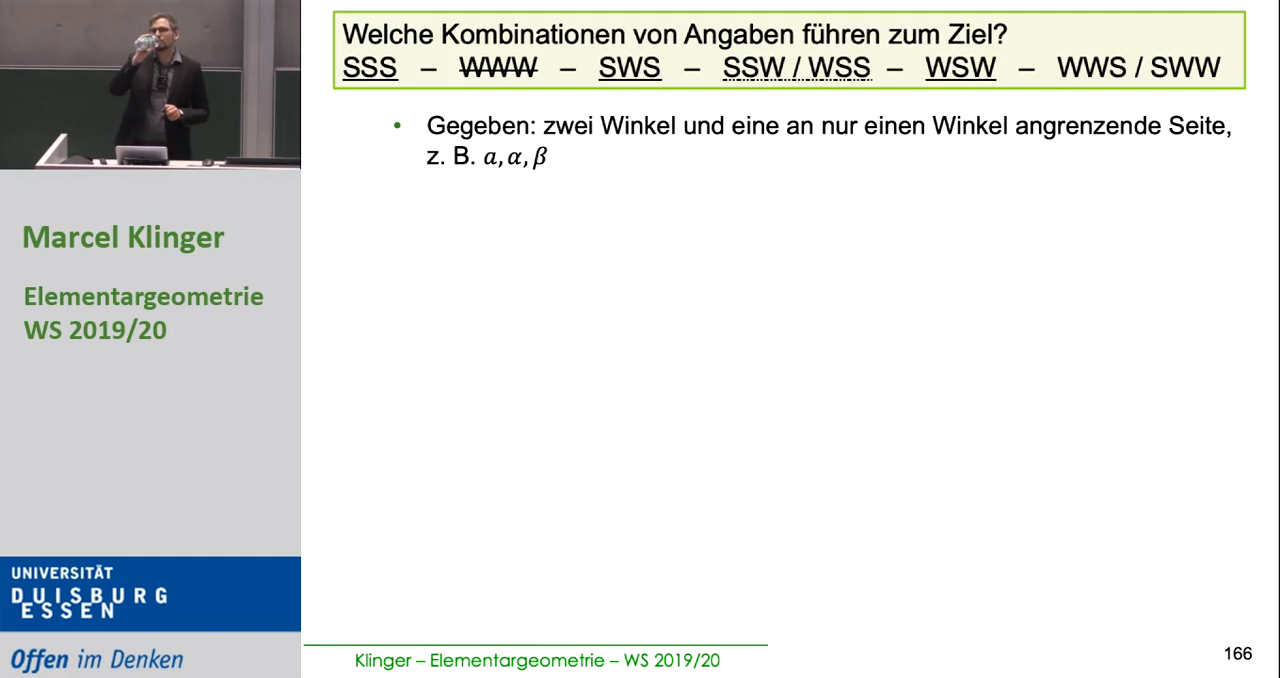 Welche Kombinationen von Angaben führen zum Ziel?
SSS – WWW – SWS – SSW / WSS – WSW – WWS / SWW
• Gegeben: zwei Winkel und eine an nur einen Winkel angrenzende Seite,
z. B. a, α, β
Marcel Klinger
Elementargeometrie
WS 2019/20
UNIVERSITÄT
DUISBURG
ESSEN
Offen im Denken
Klinger – Elementargeometrie – WS 2019/20
166